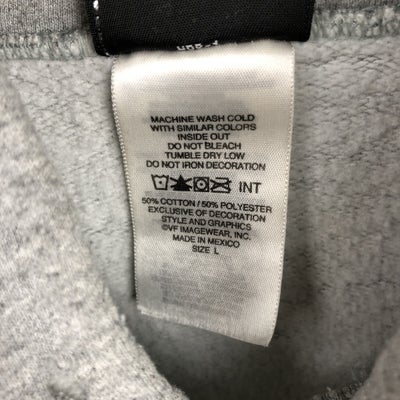 MACHINE WASH COLD
WITH SIMILAR COLORS
INSIDE OUT
DO NOT BLEACH
TUMBLE DRY LOW
DO NOT IRON DECORATION
INT
50% COTTON / 50% POLYESTER
EXCLUSIVE OF DECORATION
STYLE AND GRAPHICS
©VF IMAGEWEAR, INC.
MADE IN MEXICO
SIZE L